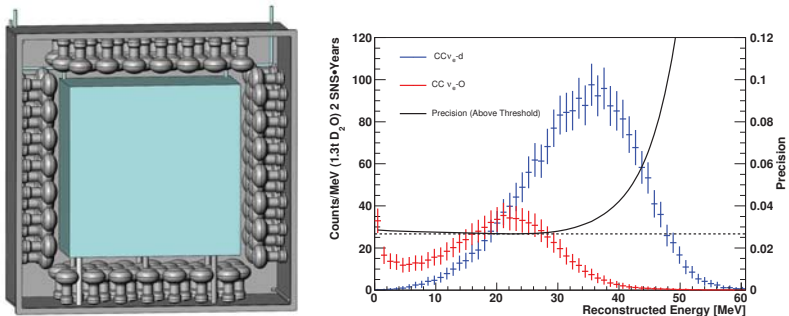 Counts/MeV (1.3t D2O) 2 SNS•Years
120
100
80
60
40
20
0
CCνe-d
CC νe-O
Precision (Above Threshold)
0.12
0.1
0.08
0.06
0.04
0.02
0
Precision
0 10 20 30 40 50 60
Reconstructed Energy [MeV]